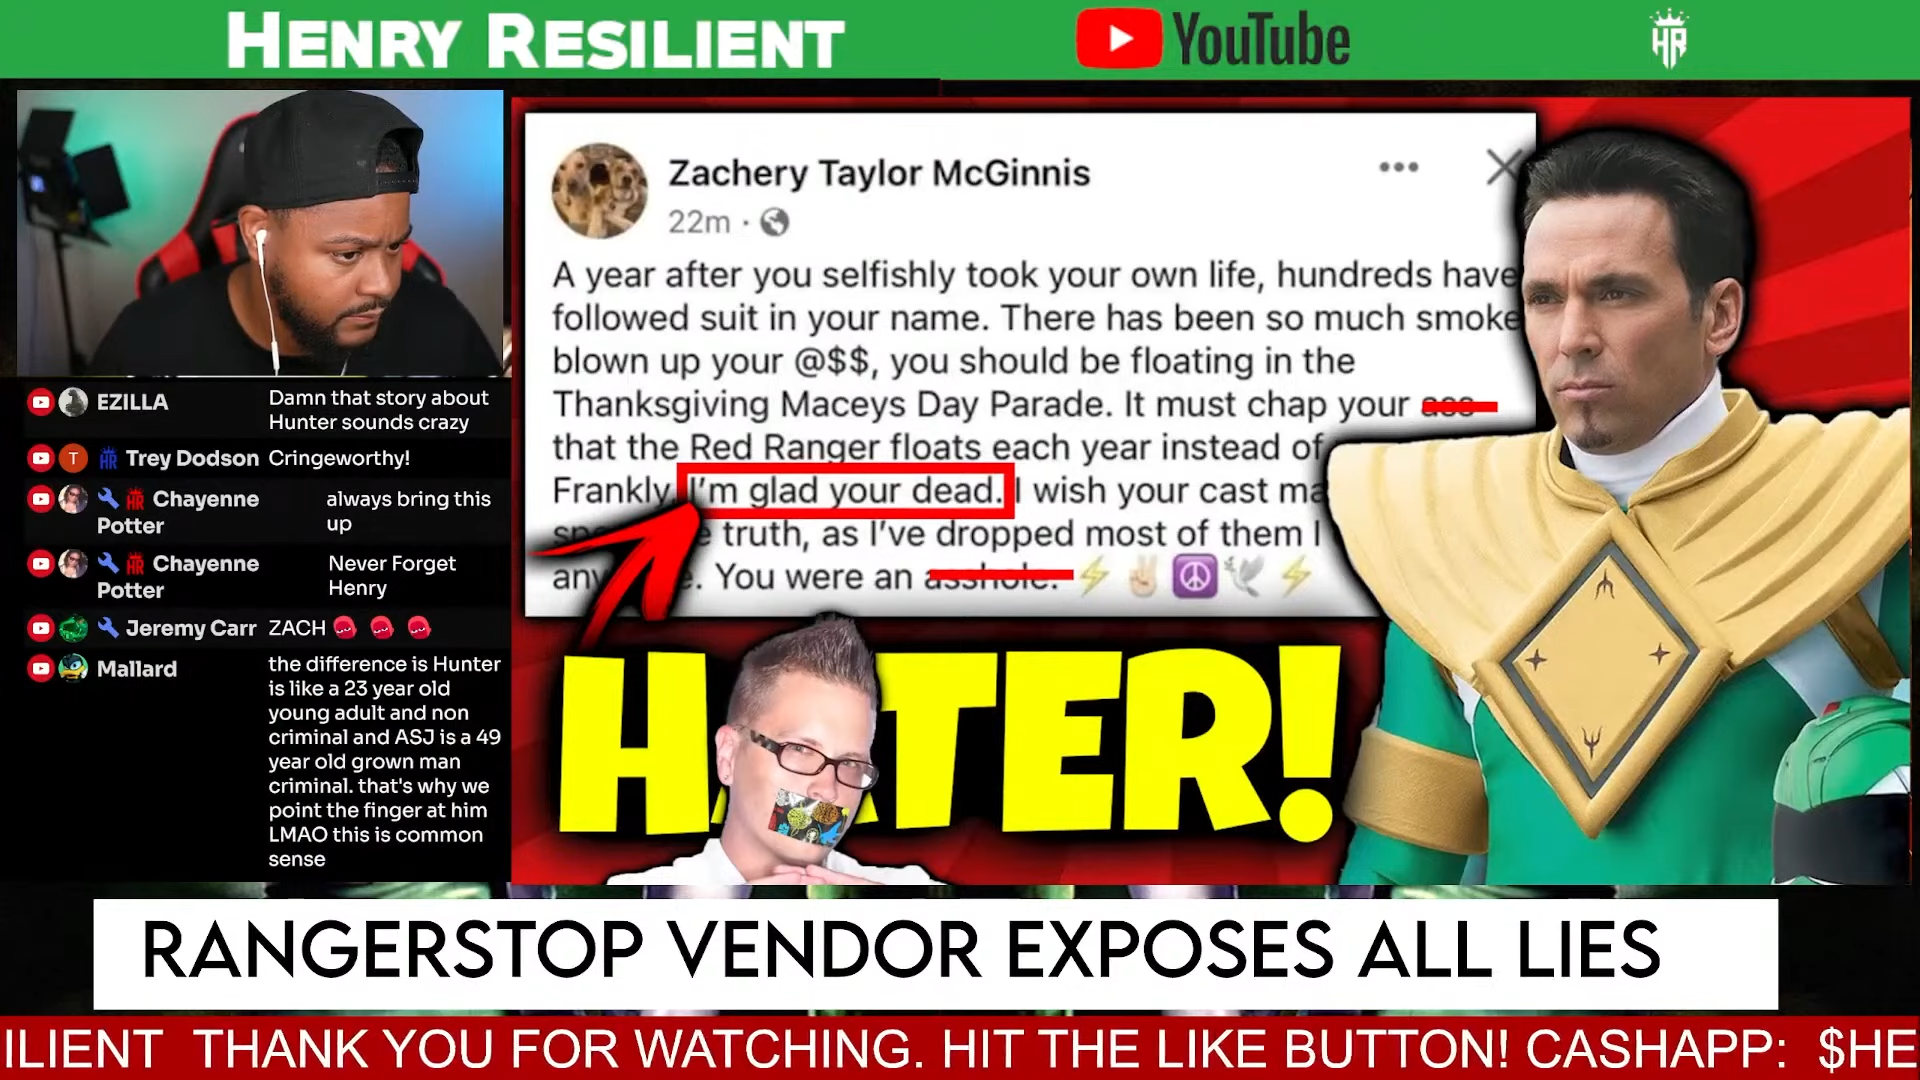 HENRY RESILIENT
YouTube
HR
EZILLA
Damn that story about
Hunter sounds crazy
T
HR
Trey Dodson
Cringeworthy!
HR
Chayenne
Potter
always bring this
up
HR
Chayenne
Potter
Never Forget
Henry
Jeremy Carr
ZACH
Mallard
the difference is Hunter
is like a 23 year old
young adult and non
criminal and ASJ is a 49
year old grown man
criminal. that's why we
point the finger at him
LMAO this is common
sense
Zachery Taylor McGinnis
22m
A year after you selfishly took your own life, hundreds have
followed suit in your name. There has been so much smoke
blown up your @$$, you should be floating in the
Thanksgiving Maceys Day Parade. It must chap your ass
that the Red Ranger floats each year instead of
Frankly, I'm glad your dead. I wish your cast
truth, as I've dropped most of them I
You were an asshole.
HATER!
RANGERSTOP VENDOR EXPOSES ALL LIES
ILIENT THANK YOU FOR WATCHING. HIT THE LIKE BUTTON! CASHAPP: $HE